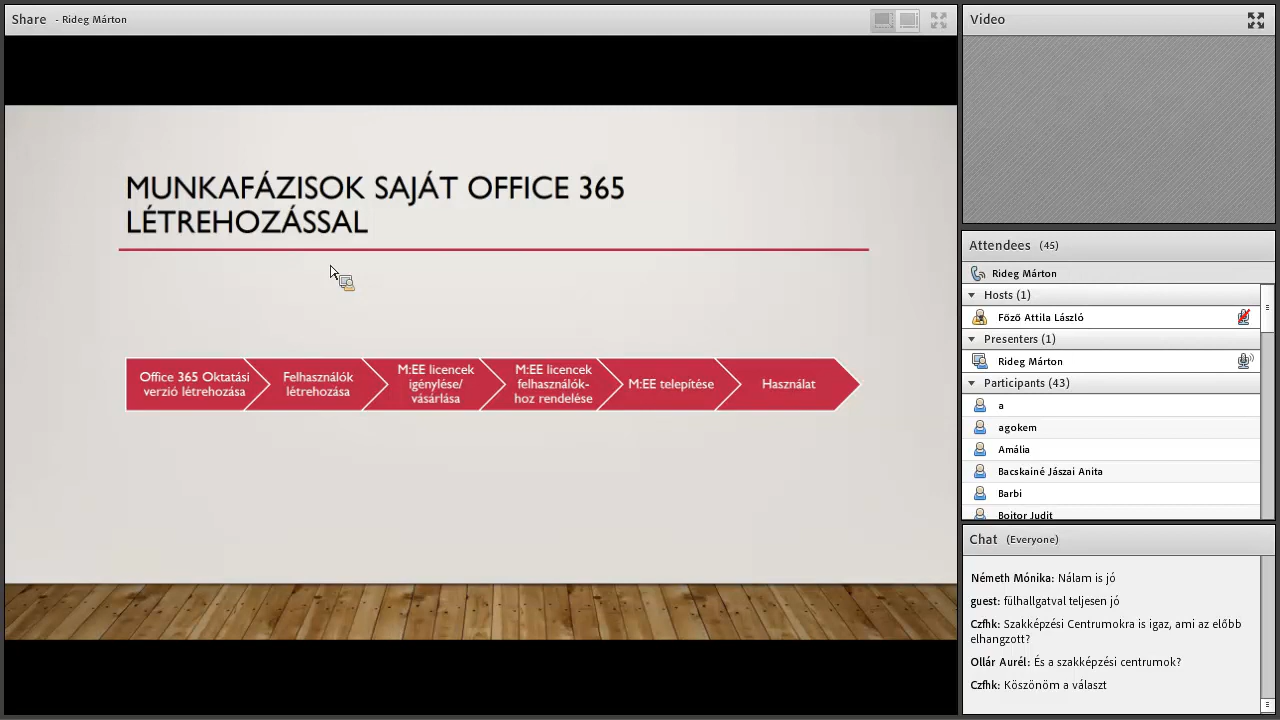 Share - Rideg Márton
MUNKAFÁZISOK SAJÁT OFFICE 365
LÉTREHOZÁSSAL
Office 365 Oktatási
verzió létrehozása
Felhasználók
létrehozása
M:EE licencek
igénylése/
vásárlása
M:EE licencek
felhasználók-
hoz rendelése
M:EE telepítése
Használat
Video
Attendees (45)
Rideg Márton
Hosts (1)
Főző Attila László
Presenters (1)
Rideg Márton
Participants (43)
a
agokem
Amália
Bacskainé Jászai Anita
Barbi
Bojtor Judit
Chat (Everyone)
Németh Mónika: Nálam is jó
guest: fülhallgatval teljesen jó
Czfhk: Szakképzési Centrumokra is igaz, ami az előbb
elhangzott?
Ollár Aurél: És a szakképzési centrumok?
Czfhk: Köszönöm a választ